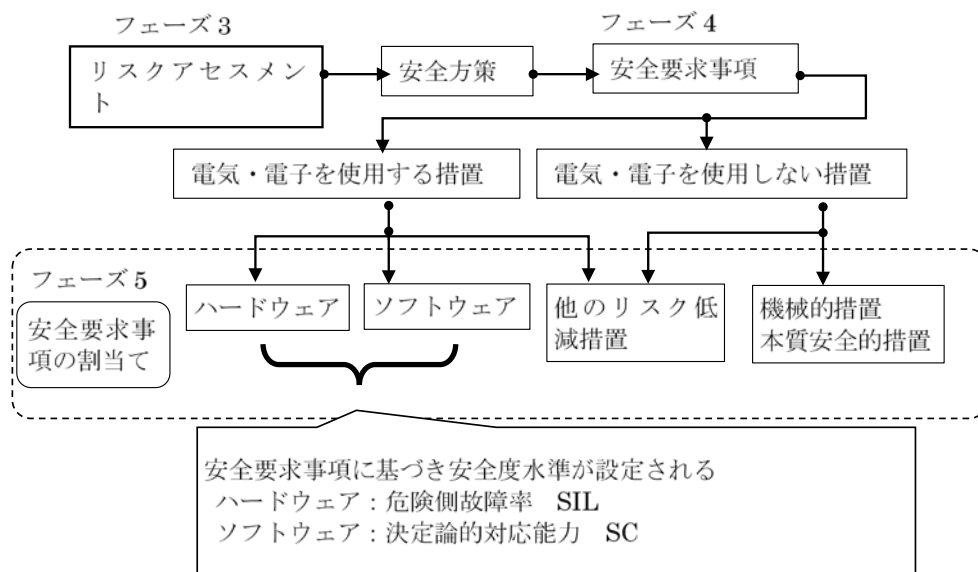 フェーズ 3
フェーズ 4
リスクアセスメン
ト
安全方策
安全要求事項
電気・電子を使用する措置
電気・電子を使用しない措置
フェーズ 5
安全要求事
項の割当て
ハードウェア
ソフトウェア
他のリスク低
減措置
機械的措置
本質安全的措置
安全要求事項に基づき安全度水準が設定される
ハードウェア：危険側故障率 SIL
ソフトウェア：決定論的対応能力 SC